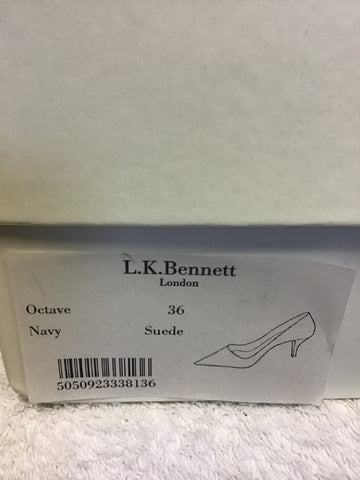 L.K.Bennett
London
Octave 36
Navy Suede
5050923338136